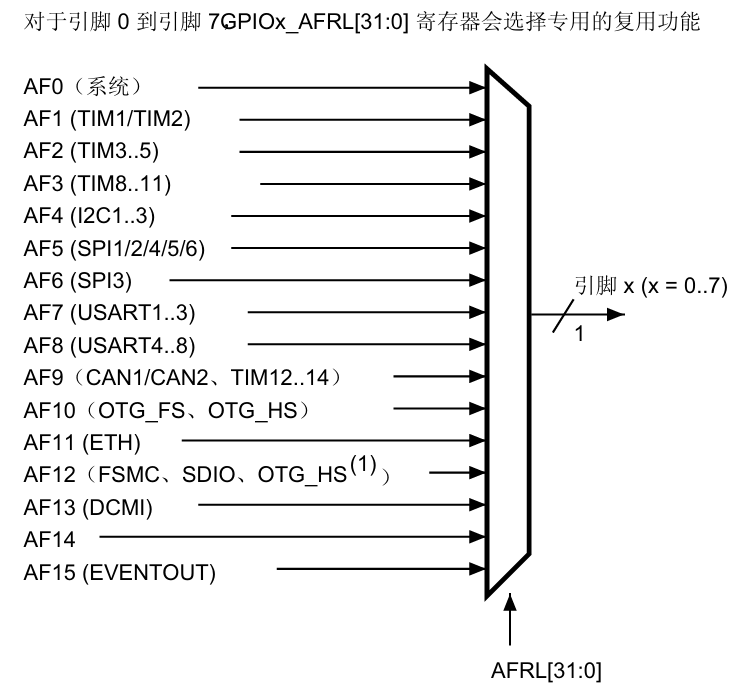 对于引脚 0 到引脚 7GPIOx_AFRL[31:0] 寄存器会选择专用的复用功能
AF0（系统）
AF1 (TIM1/TIM2)
AF2 (TIM3..5)
AF3 (TIM8..11)
AF4 (I2C1..3)
AF5 (SPI1/2/4/5/6)
AF6 (SPI3)
AF7 (USART1..3)
AF8 (USART4..8)
AF9（CAN1/CAN2、TIM12..14）
AF10（OTG_FS、OTG_HS）
AF11 (ETH)
AF12（FSMC、SDIO、OTG_HS(1)）
AF13 (DCMI)
AF14
AF15 (EVENTOUT)
引脚 x (x = 0..7)
1
AFRL[31:0]